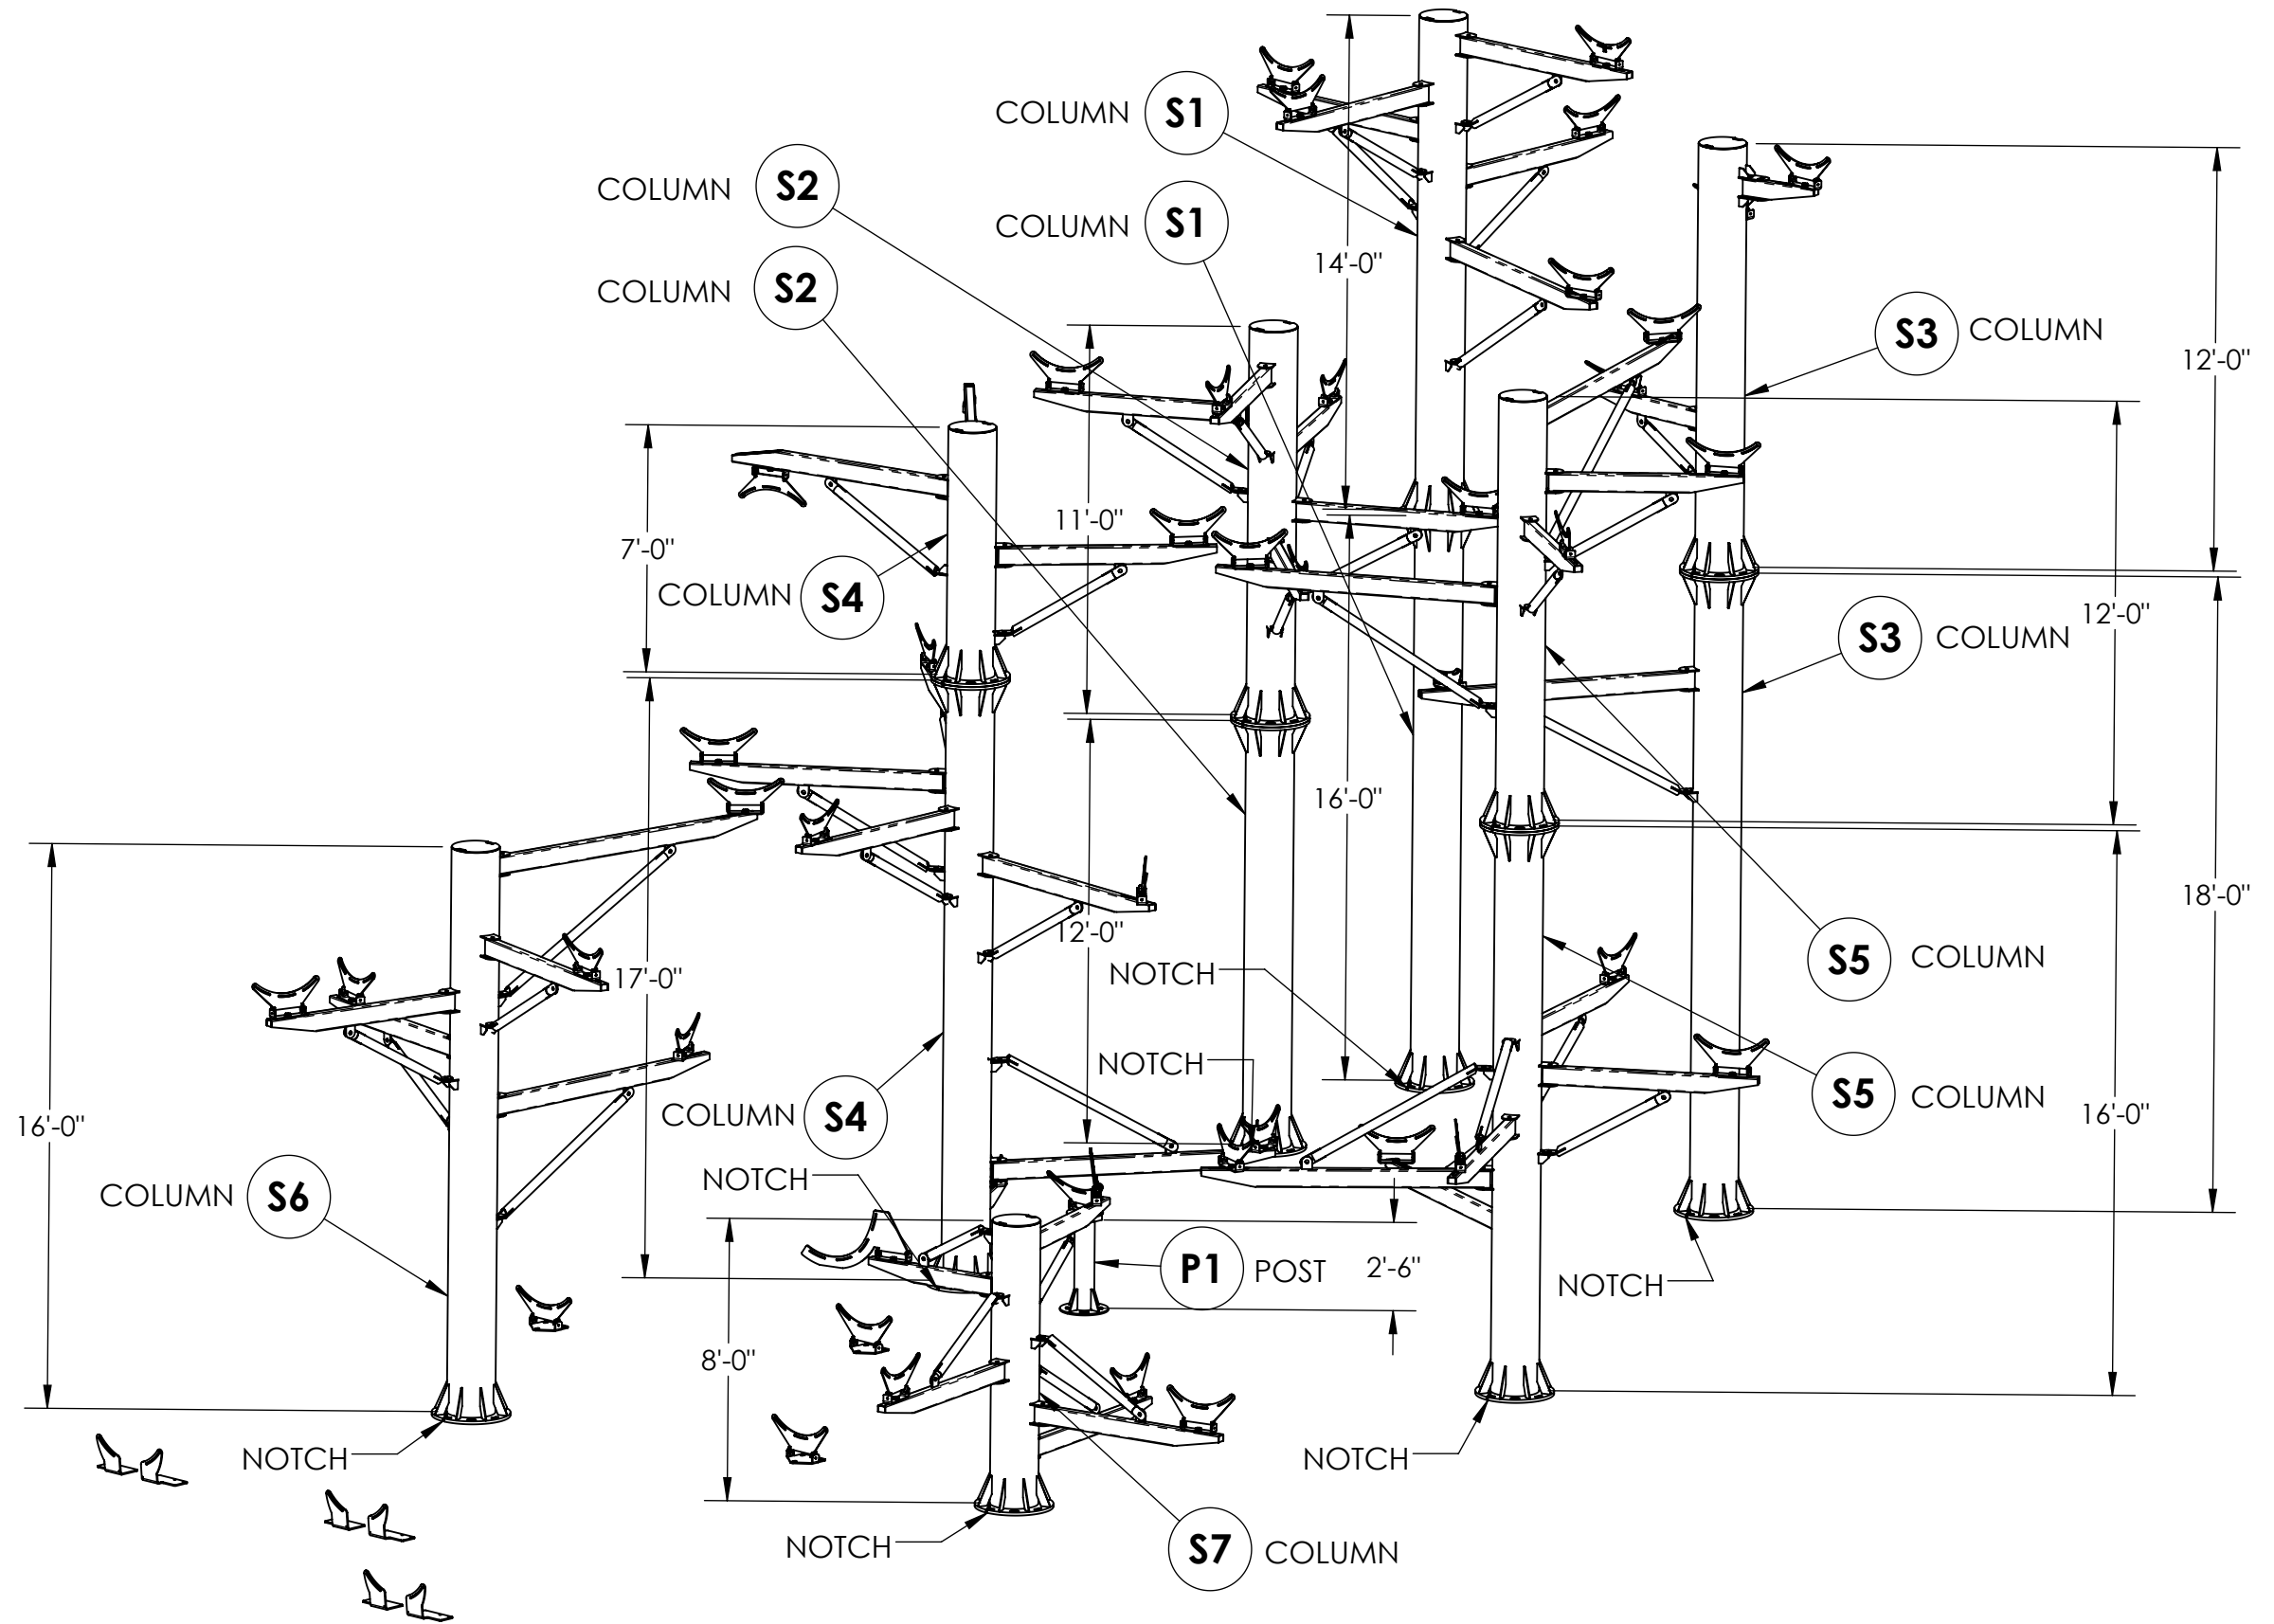 COLUMN S1
COLUMN S2
COLUMN S1
COLUMN S2
14'-0"
S3 COLUMN
12'-0"
11'-0"
7'-0"
COLUMN S4
12'-0"
S3 COLUMN
16'-0"
18'-0"
12'-0"
S5 COLUMN
17'-0"
NOTCH
NOTCH
S5 COLUMN
16'-0"
16'-0"
COLUMN S4
NOTCH
COLUMN S6
P1 POST
2'-6"
NOTCH
8'-0"
NOTCH
NOTCH
NOTCH
S7 COLUMN